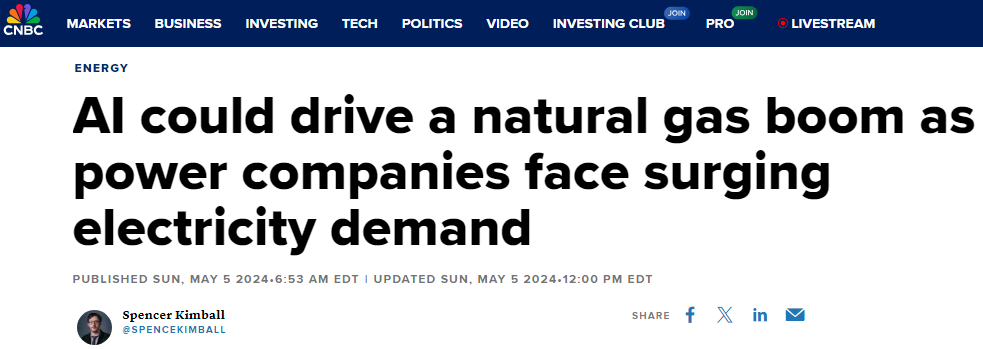 CNBC
MARKETS BUSINESS INVESTING TECH POLITICS VIDEO INVESTING CLUB JOIN PRO JOIN LIVESTREAM
ENERGY
AI could drive a natural gas boom as
power companies face surging
electricity demand
PUBLISHED SUN, MAY 5 2024•6:53 AM EDT | UPDATED SUN, MAY 5 2024•12:00 PM EDT
Spencer Kimball
@SPENCEKIMBALL
SHARE f X in